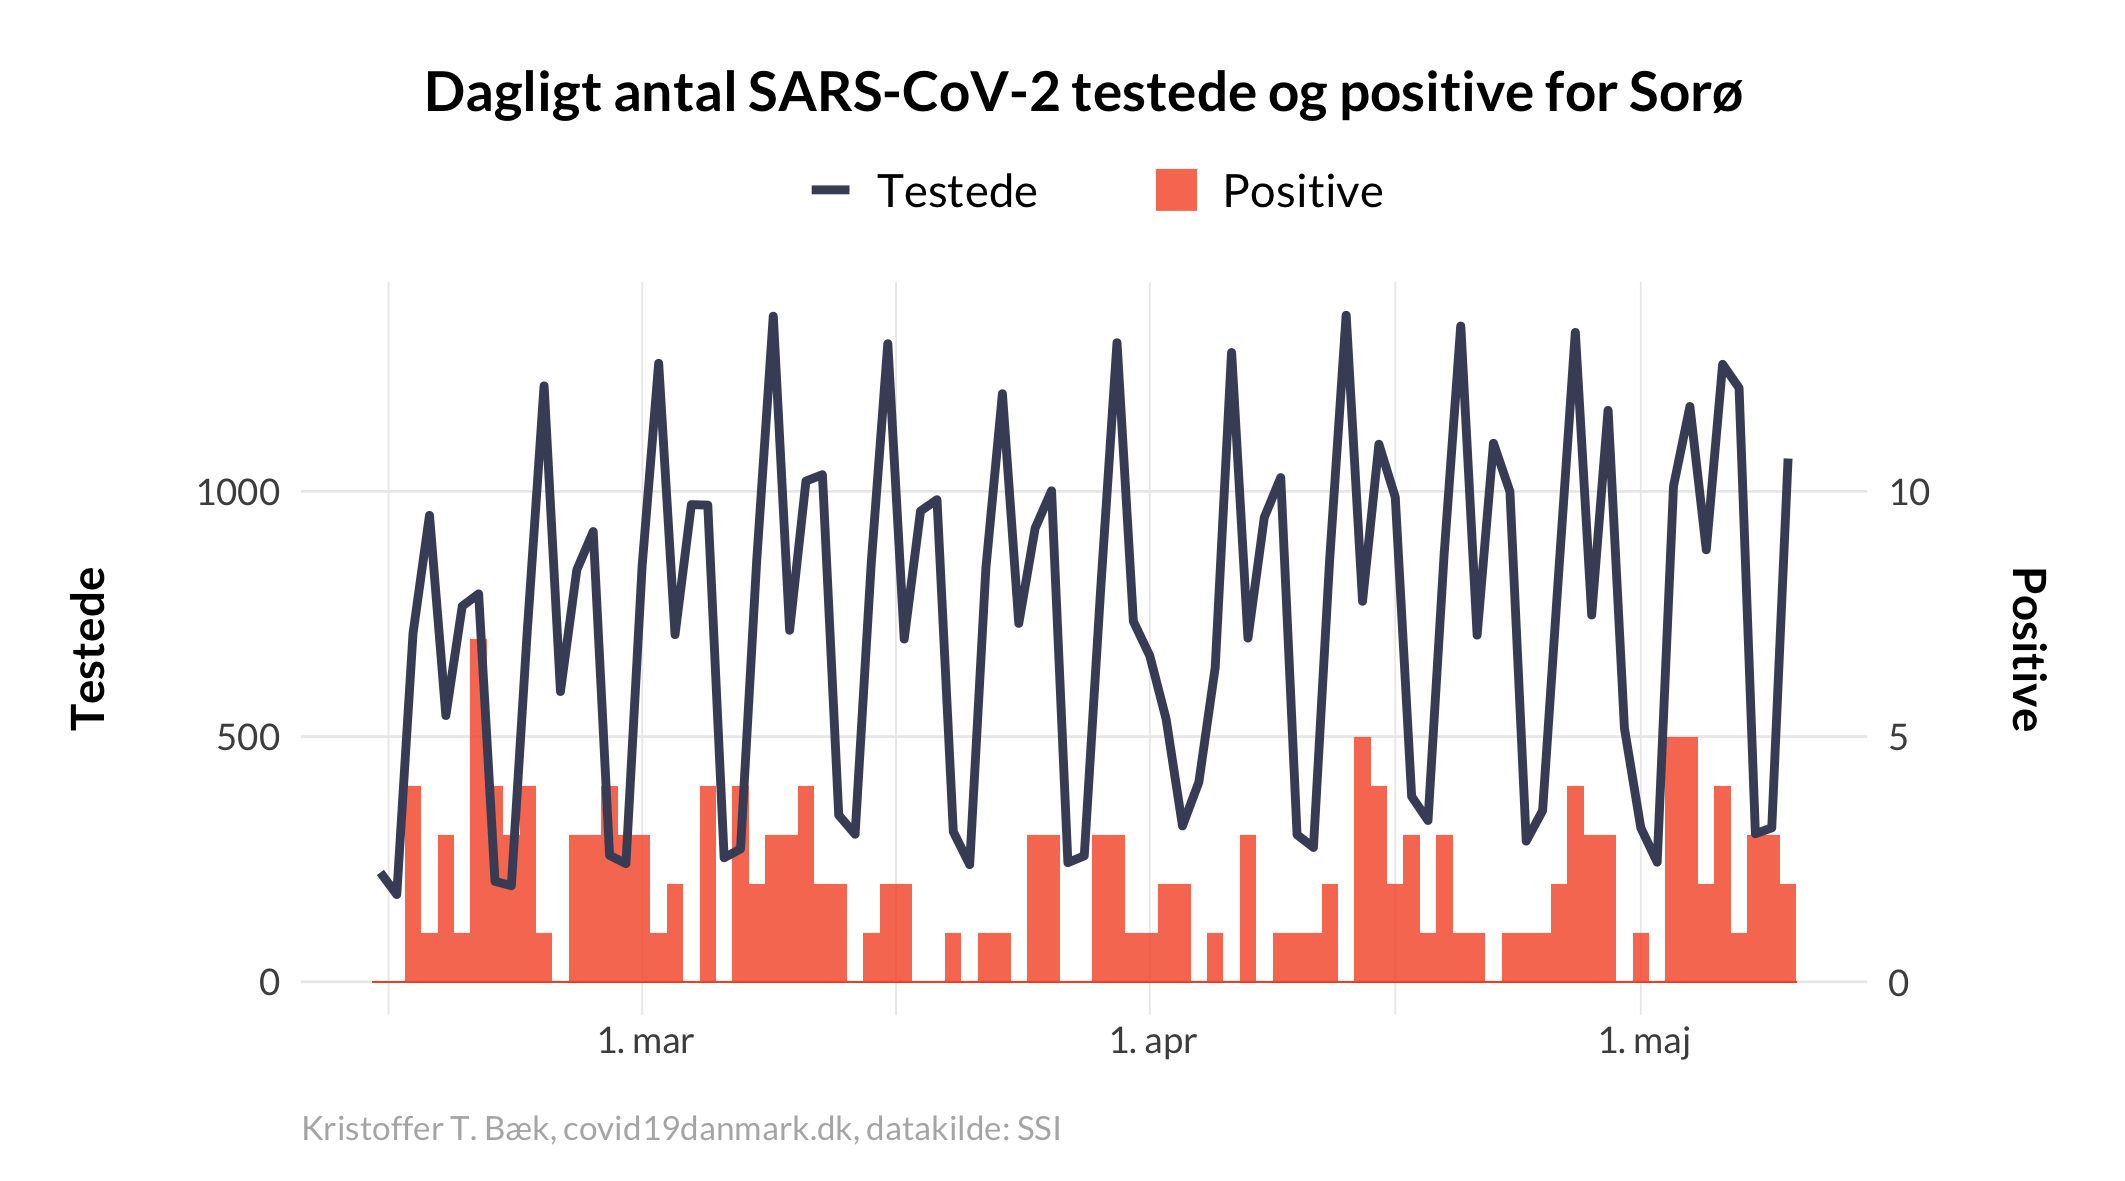 Dagligt antal SARS-CoV-2 testede og positive for Sorø
Testede
Positive
1000
500
0
10
5
0
Testede
Positive
1. mar
1. apr
1. maj
Kristoffer T. Bæk, covid19danmark.dk, datakilde: SSI